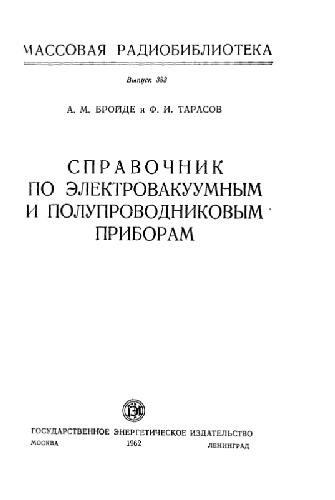 МАССОВАЯ РАДИОБИБЛИОТЕКА
Выпуск 382
А. М. БРОЙДЕ и Ф. И. ТАРАСОВ
СПРАВОЧНИК
ПО ЭЛЕКТРОВАКУУМНЫМ
И ПОЛУПРОВОДНИКОВЫМ
ПРИБОРАМ
ГОСУДАРСТВЕННОЕ ЭНЕРГЕТИЧЕСКОЕ ИЗДАТЕЛЬСТВО
МОСКВА 1962 ЛЕНИНГРАД